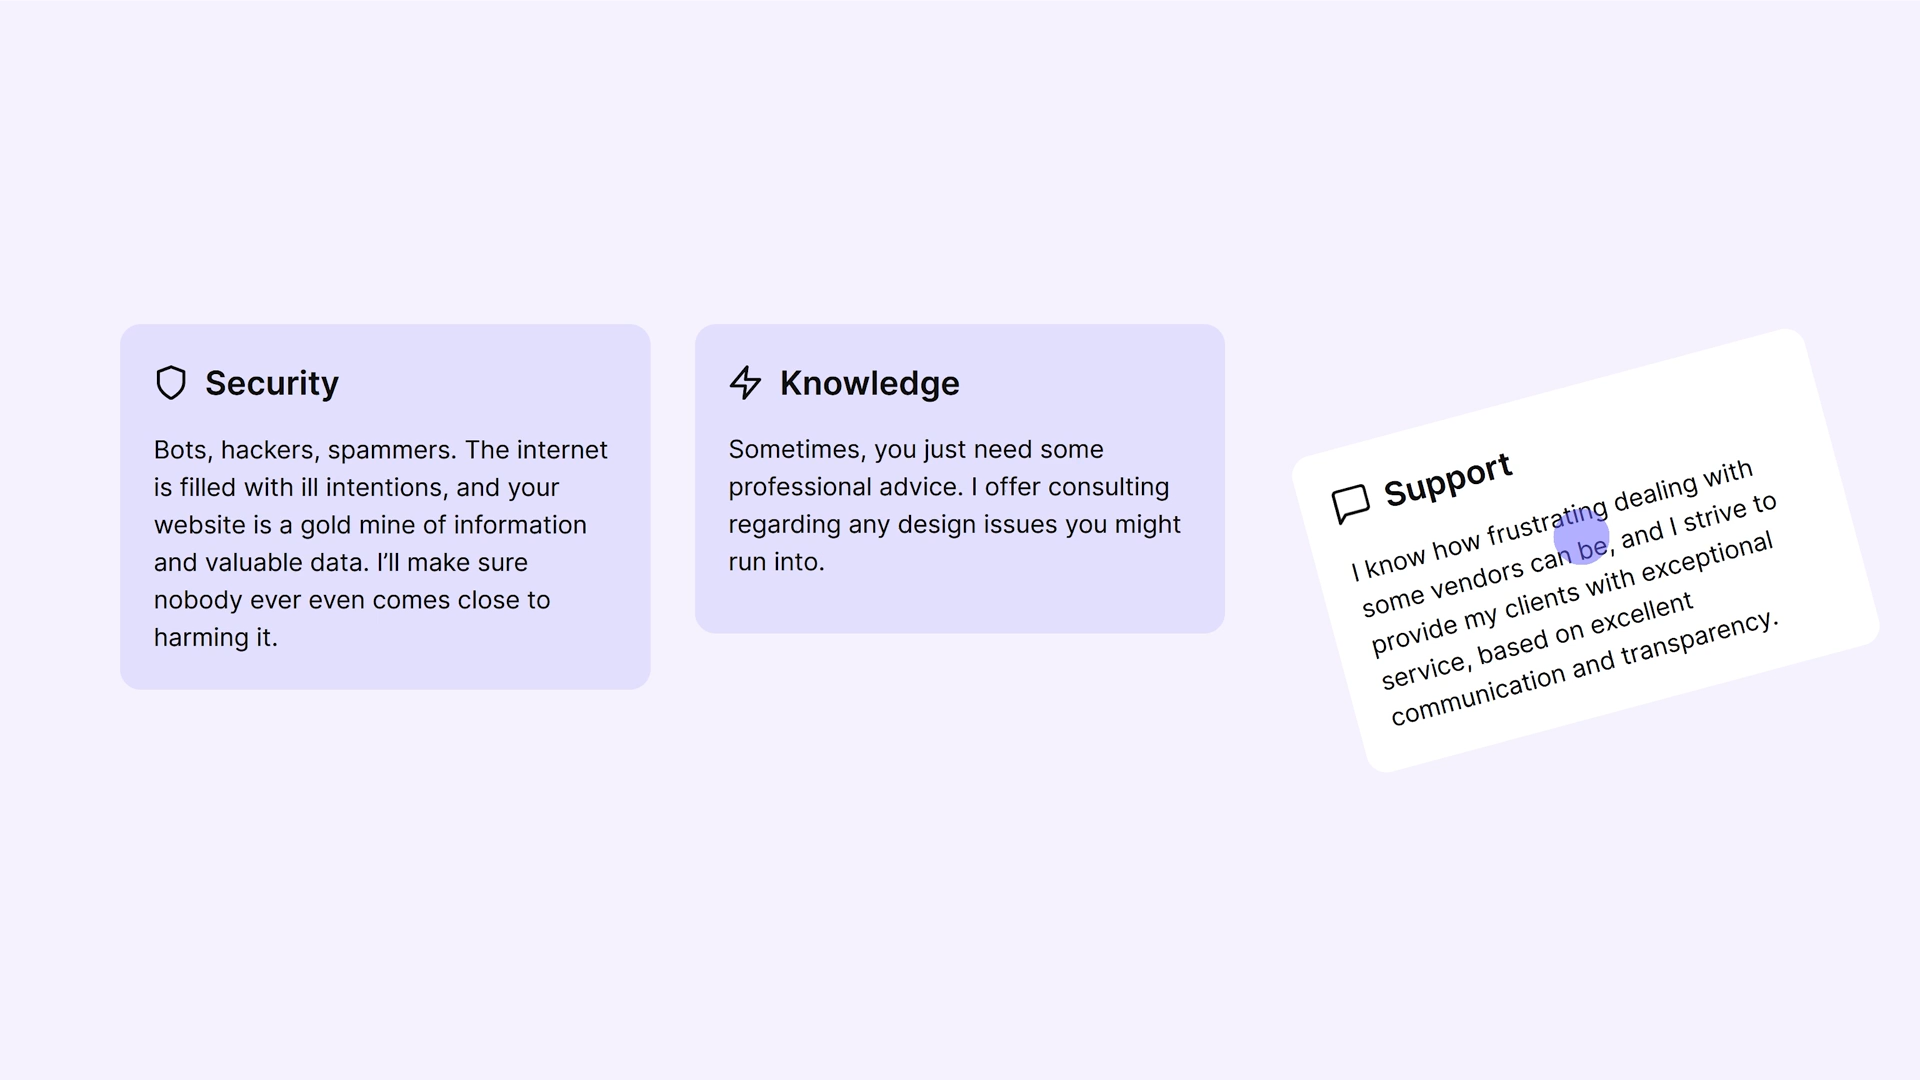 Security
Bots, hackers, spammers. The internet
is filled with ill intentions, and your
website is a gold mine of information
and valuable data. I’ll make sure
nobody ever even comes close to
harming it.
Knowledge
Sometimes, you just need some
professional advice. I offer consulting
regarding any design issues you might
run into.
Support
I know how frustrating dealing with
some vendors can be, and I strive to
provide my clients with exceptional
service, based on excellent
communication and transparency.